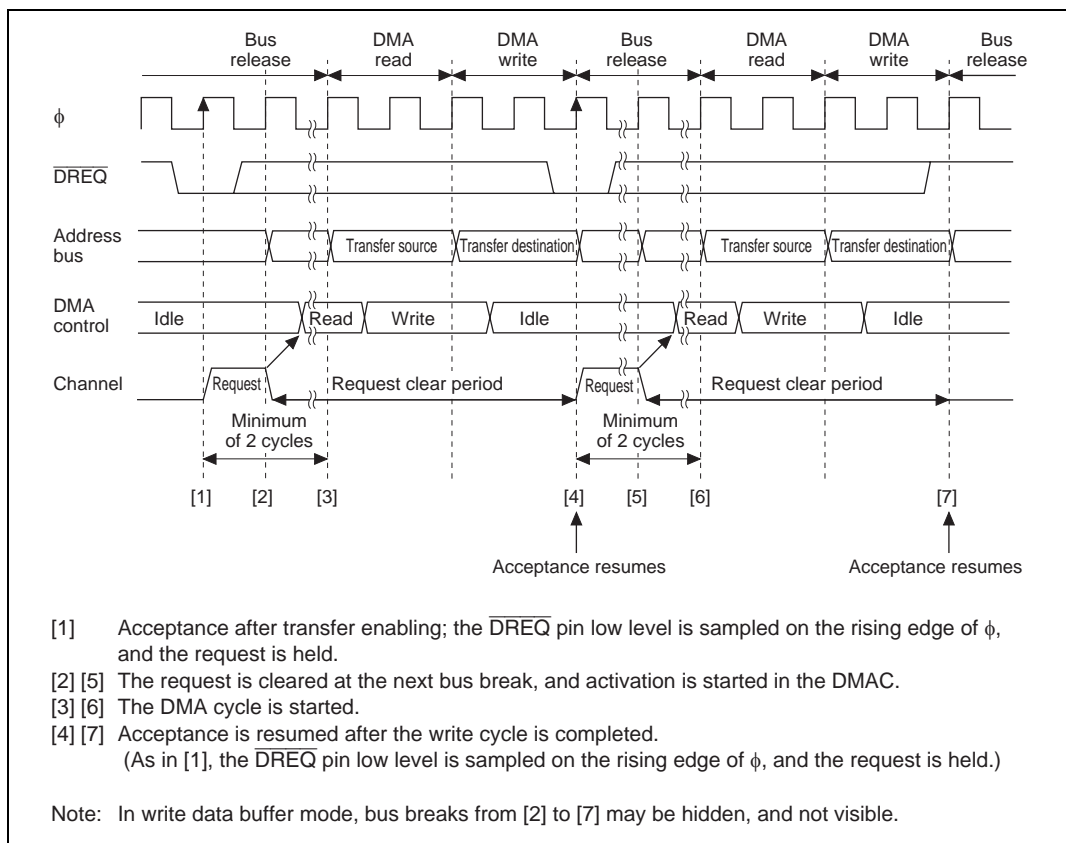 Bus release DMA read DMA write Bus release DMA read DMA write Bus release
φ
DREQ
Address bus Transfer source Transfer destination Transfer source Transfer destination
DMA control Idle Read Write Idle Read Write Idle
Channel Request Request clear period Request Request clear period
Minimum of 2 cycles Minimum of 2 cycles
[1] [2] [3] [4] [5] [6] [7]
Acceptance resumes Acceptance resumes
[1] Acceptance after transfer enabling; the DREQ pin low level is sampled on the rising edge of φ,
and the request is held.
[2] [5] The request is cleared at the next bus break, and activation is started in the DMAC.
[3] [6] The DMA cycle is started.
[4] [7] Acceptance is resumed after the write cycle is completed.
(As in [1], the DREQ pin low level is sampled on the rising edge of φ, and the request is held.)
Note: In write data buffer mode, bus breaks from [2] to [7] may be hidden, and not visible.